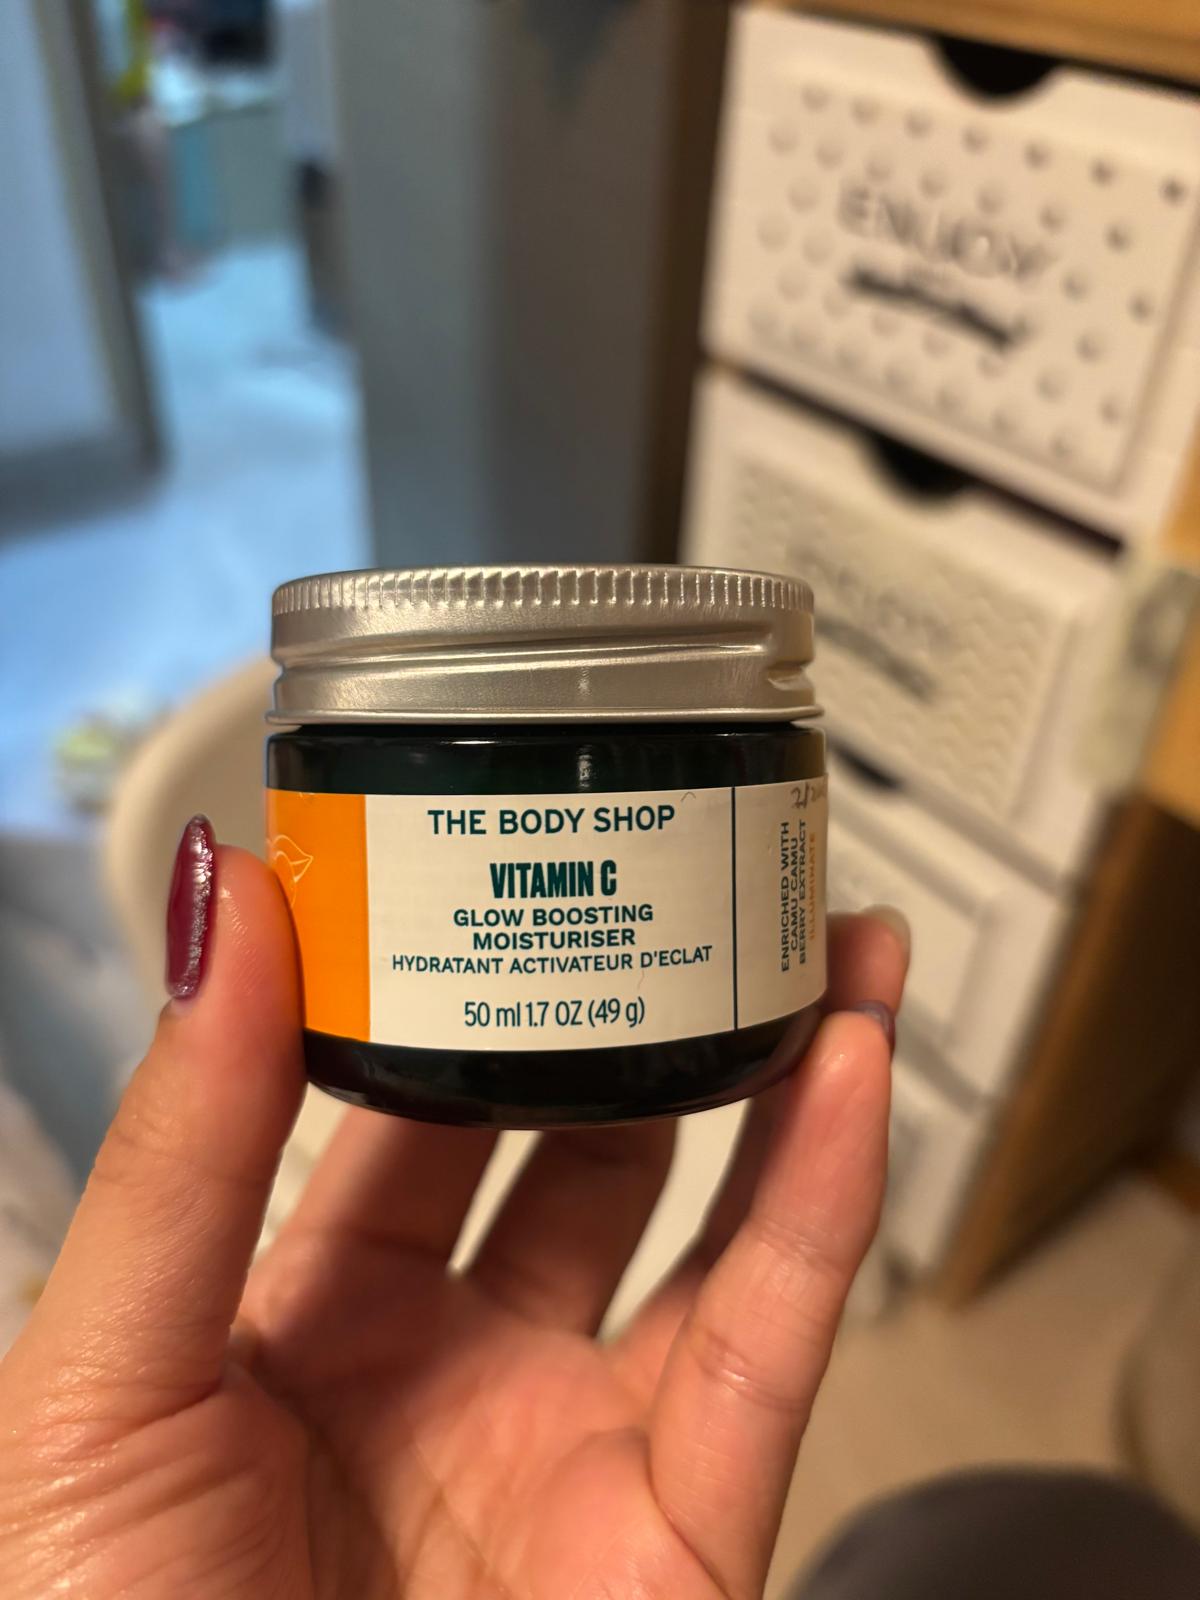 THE BODY SHOP
VITAMIN C
GLOW BOOSTING
MOISTURISER
HYDRATANT ACTIVATEUR D'ECLAT
50 ml 1.7 OZ (49 g)
ENRICHED WITH
CAMU CAMU
BERRY EXTRACT
ILLUMINATE
ENJOY